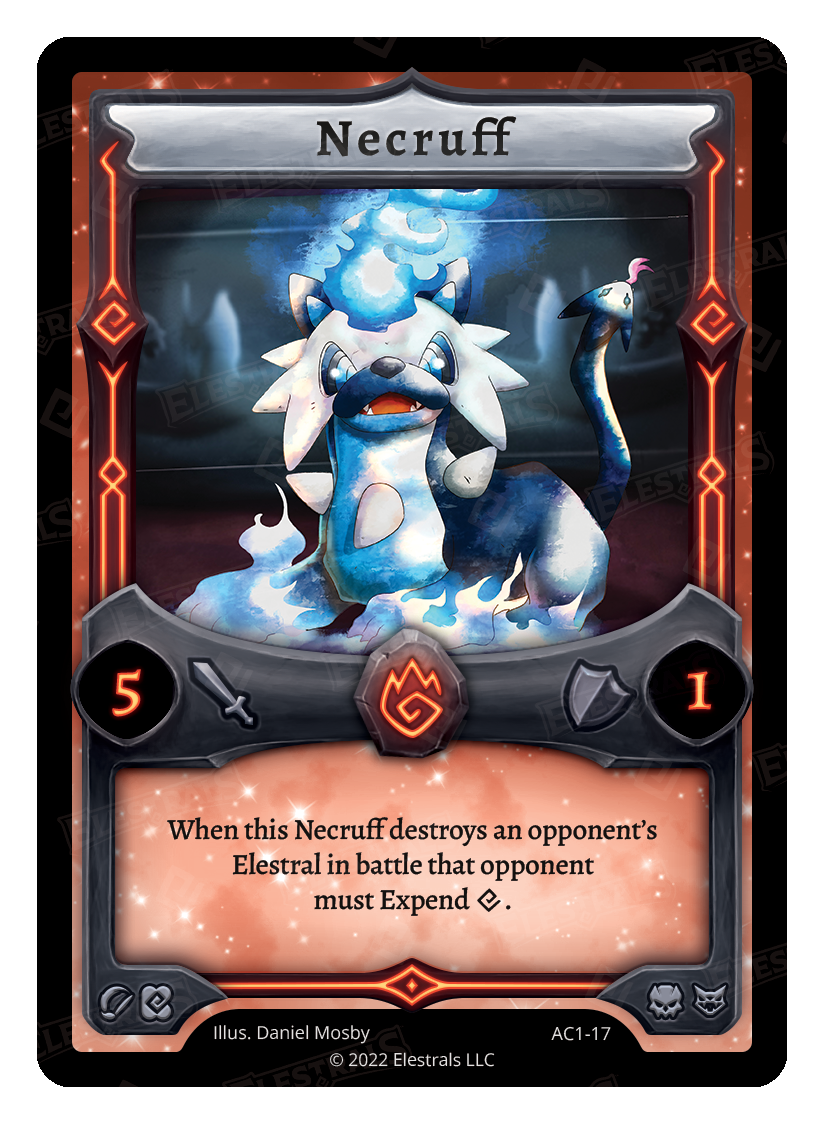 Necruff
5
1
When this Necruff destroys an opponent's
Elestral in battle that opponent
must Expend .
Illus. Daniel Mosby
AC1-17
© 2022 Elestrals LLC